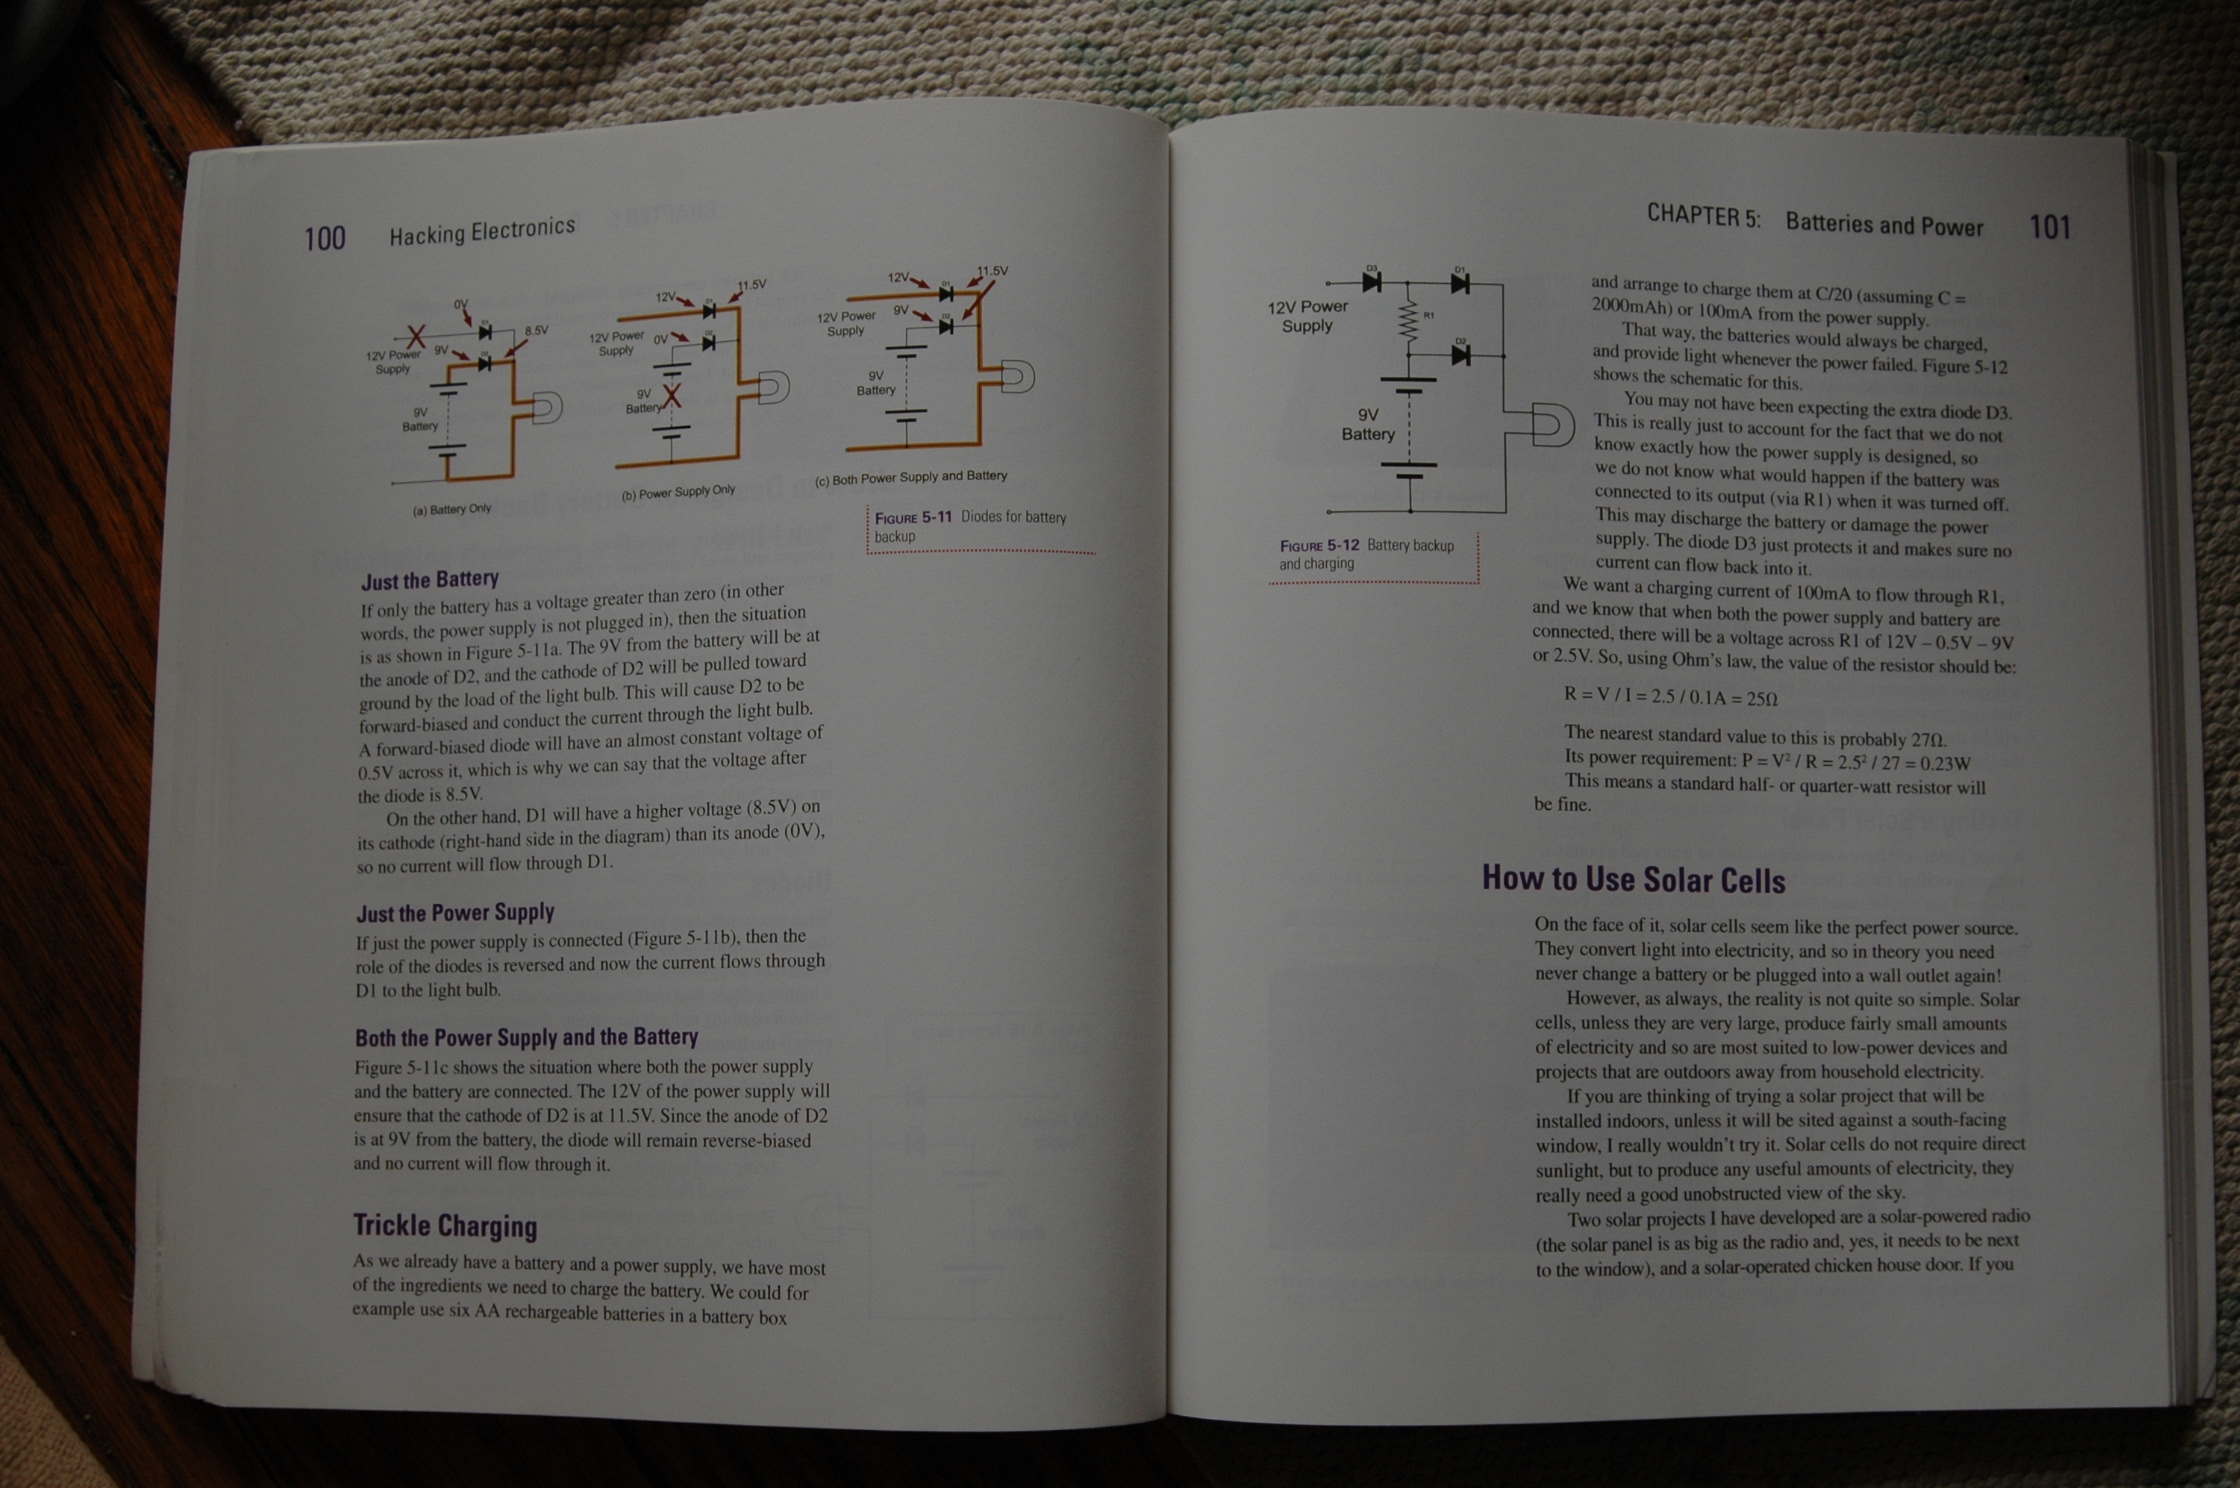 100 Hacking Electronics
0V
D1
8.5V
12V Power
Supply
9V
D2
9V
Battery
(a) Battery Only
12V
D1
11.5V
12V Power
Supply
0V
D2
9V
Battery
(b) Power Supply Only
12V
D1
11.5V
12V Power
Supply
9V
D2
9V
Battery
(c) Both Power Supply and Battery
FIGURE 5-11 Diodes for battery
backup
Just the Battery
If only the battery has a voltage greater than zero (in other
words, the power supply is not plugged in), then the situation
is as shown in Figure 5-11a. The 9V from the battery will be at
the anode of D2, and the cathode of D2 will be pulled toward
ground by the load of the light bulb. This will cause D2 to be
forward-biased and conduct the current through the light bulb.
A forward-biased diode will have an almost constant voltage of
0.5V across it, which is why we can say that the voltage after
the diode is 8.5V.
On the other hand, D1 will have a higher voltage (8.5V) on
its cathode (right-hand side in the diagram) than its anode (0V),
so no current will flow through D1.
Just the Power Supply
If just the power supply is connected (Figure 5-11b), then the
role of the diodes is reversed and now the current flows through
D1 to the light bulb.
Both the Power Supply and the Battery
Figure 5-11c shows the situation where both the power supply
and the battery are connected. The 12V of the power supply will
ensure that the cathode of D2 is at 11.5V. Since the anode of D2
is at 9V from the battery, the diode will remain reverse-biased
and no current will flow through it.
Trickle Charging
As we already have a battery and a power supply, we have most
of the ingredients we need to charge the battery. We could for
example use six AA rechargeable batteries in a battery box
CHAPTER 5: Batteries and Power 101
D3
D1
12V Power
Supply
R1
D2
9V
Battery
FIGURE 5-12 Battery backup
and charging
and arrange to charge them at C/20 (assuming C =
2000mAh) or 100mA from the power supply.
That way, the batteries would always be charged,
and provide light whenever the power failed. Figure 5-12
shows the schematic for this.
You may not have been expecting the extra diode D3.
This is really just to account for the fact that we do not
know exactly how the power supply is designed, so
we do not know what would happen if the battery was
connected to its output (via R1) when it was turned off.
This may discharge the battery or damage the power
supply. The diode D3 just protects it and makes sure no
current can flow back into it.
We want a charging current of 100mA to flow through R1,
and we know that when both the power supply and battery are
connected, there will be a voltage across R1 of 12V – 0.5V – 9V
or 2.5V. So, using Ohm's law, the value of the resistor should be:
R = V / I = 2.5 / 0.1A = 25Ω
The nearest standard value to this is probably 27Ω.
Its power requirement: P = V² / R = 2.5² / 27 = 0.23W
This means a standard half- or quarter-watt resistor will
be fine.
How to Use Solar Cells
On the face of it, solar cells seem like the perfect power source.
They convert light into electricity, and so in theory you need
never change a battery or be plugged into a wall outlet again!
However, as always, the reality is not quite so simple. Solar
cells, unless they are very large, produce fairly small amounts
of electricity and so are most suited to low-power devices and
projects that are outdoors away from household electricity.
If you are thinking of trying a solar project that will be
installed indoors, unless it will be sited against a south-facing
window, I really wouldn't try it. Solar cells do not require direct
sunlight, but to produce any useful amounts of electricity, they
really need a good unobstructed view of the sky.
Two solar projects I have developed are a solar-powered radio
(the solar panel is as big as the radio and, yes, it needs to be next
to the window), and a solar-operated chicken house door. If you